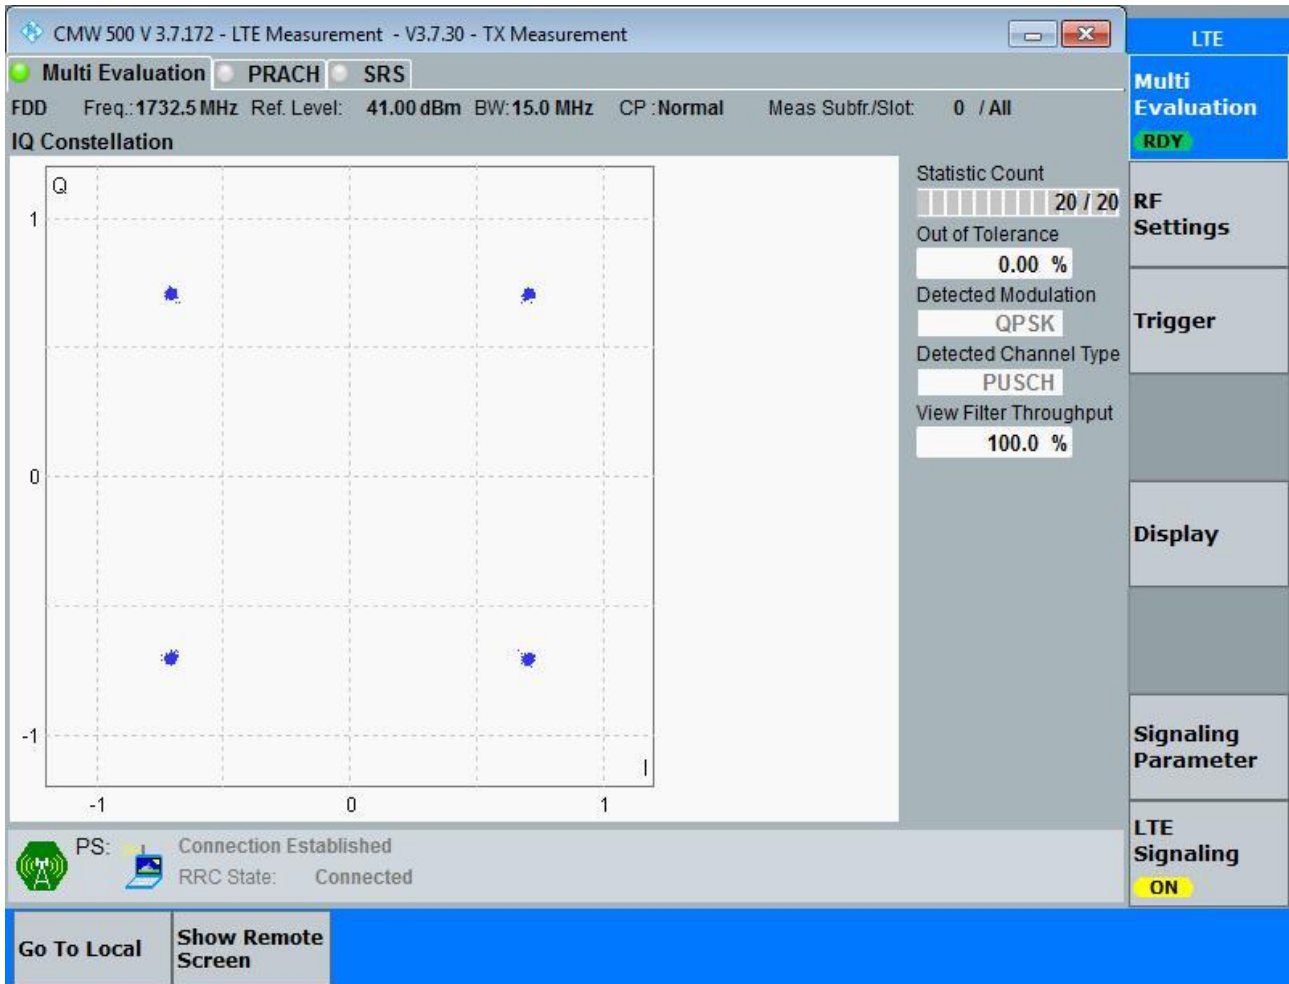 CMW 500 V 3.7.172 - LTE Measurement - V3.7.30 - TX Measurement
LTE
Multi Evaluation PRACH SRS
FDD Freq.: 1732.5 MHz Ref. Level: 41.00 dBm BW: 15.0 MHz CP : Normal Meas Subfr./Slot: 0 / All
IQ Constellation
Q
1
0
-1
-1 0 1
I
Statistic Count
20 / 20
Out of Tolerance
0.00 %
Detected Modulation
QPSK
Detected Channel Type
PUSCH
View Filter Throughput
100.0 %
Multi
Evaluation
RDY
RF
Settings
Trigger
Display
Signaling
Parameter
LTE
Signaling
ON
PS: Connection Established
RRC State: Connected
Go To Local
Show Remote
Screen